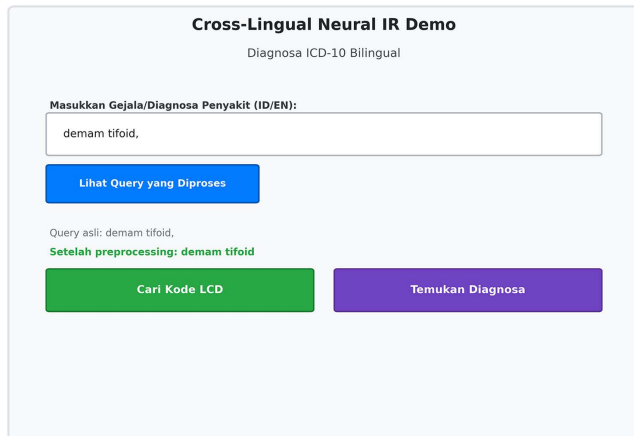 Cross-Lingual Neural IR Demo
Diagnosa ICD-10 Bilingual
Masukkan Gejala/Diagnosa Penyakit (ID/EN):
demam tifoid,
Lihat Query yang Diproses
Query asli: demam tifoid,
Setelah preprocessing: demam tifoid
Cari Kode LCD
Temukan Diagnosa